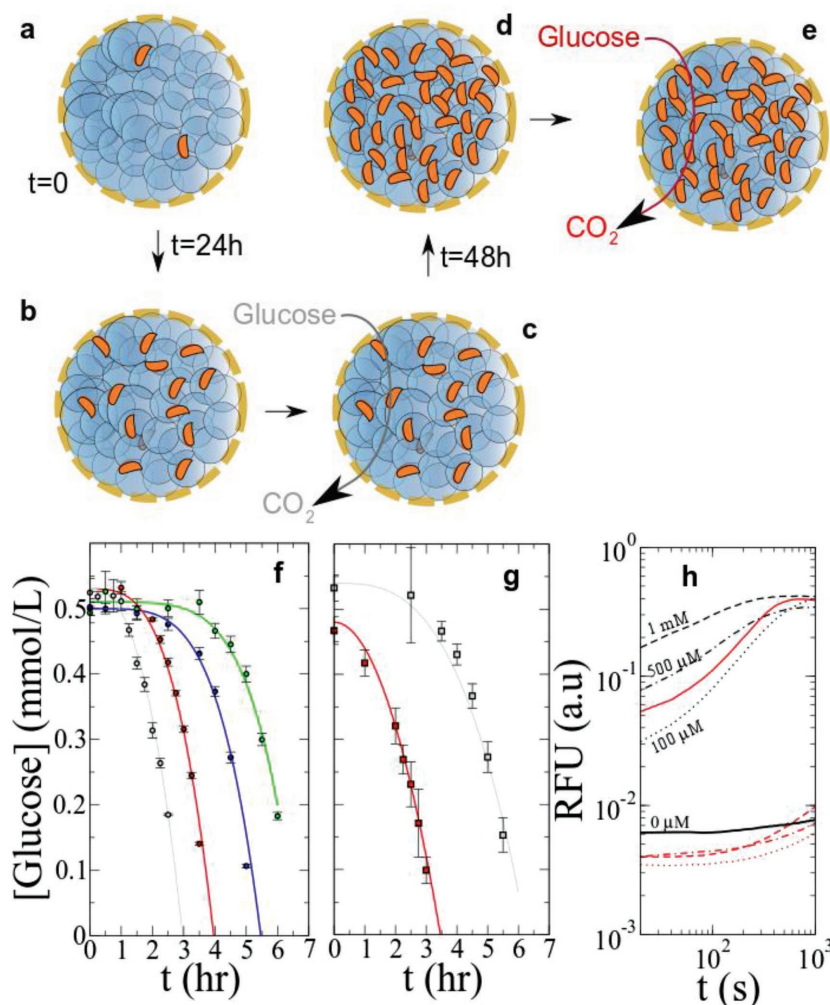 a
d
Glucose
e
t=0
CO2
t=24h
t=48h
b
Glucose
c
CO2
f
g
h
[Glucose] (mmol/L)
0.5
0.4
0.3
0.2
0.1
0
0 1 2 3 4 5 6 7
t (hr)
0 1 2 3 4 5 6 7
t (hr)
RFU (a.u)
10^0
10^-1
10^-2
10^-3
1 mM
500 µM
100 µM
0 µM
10^2 10^3
t (s)